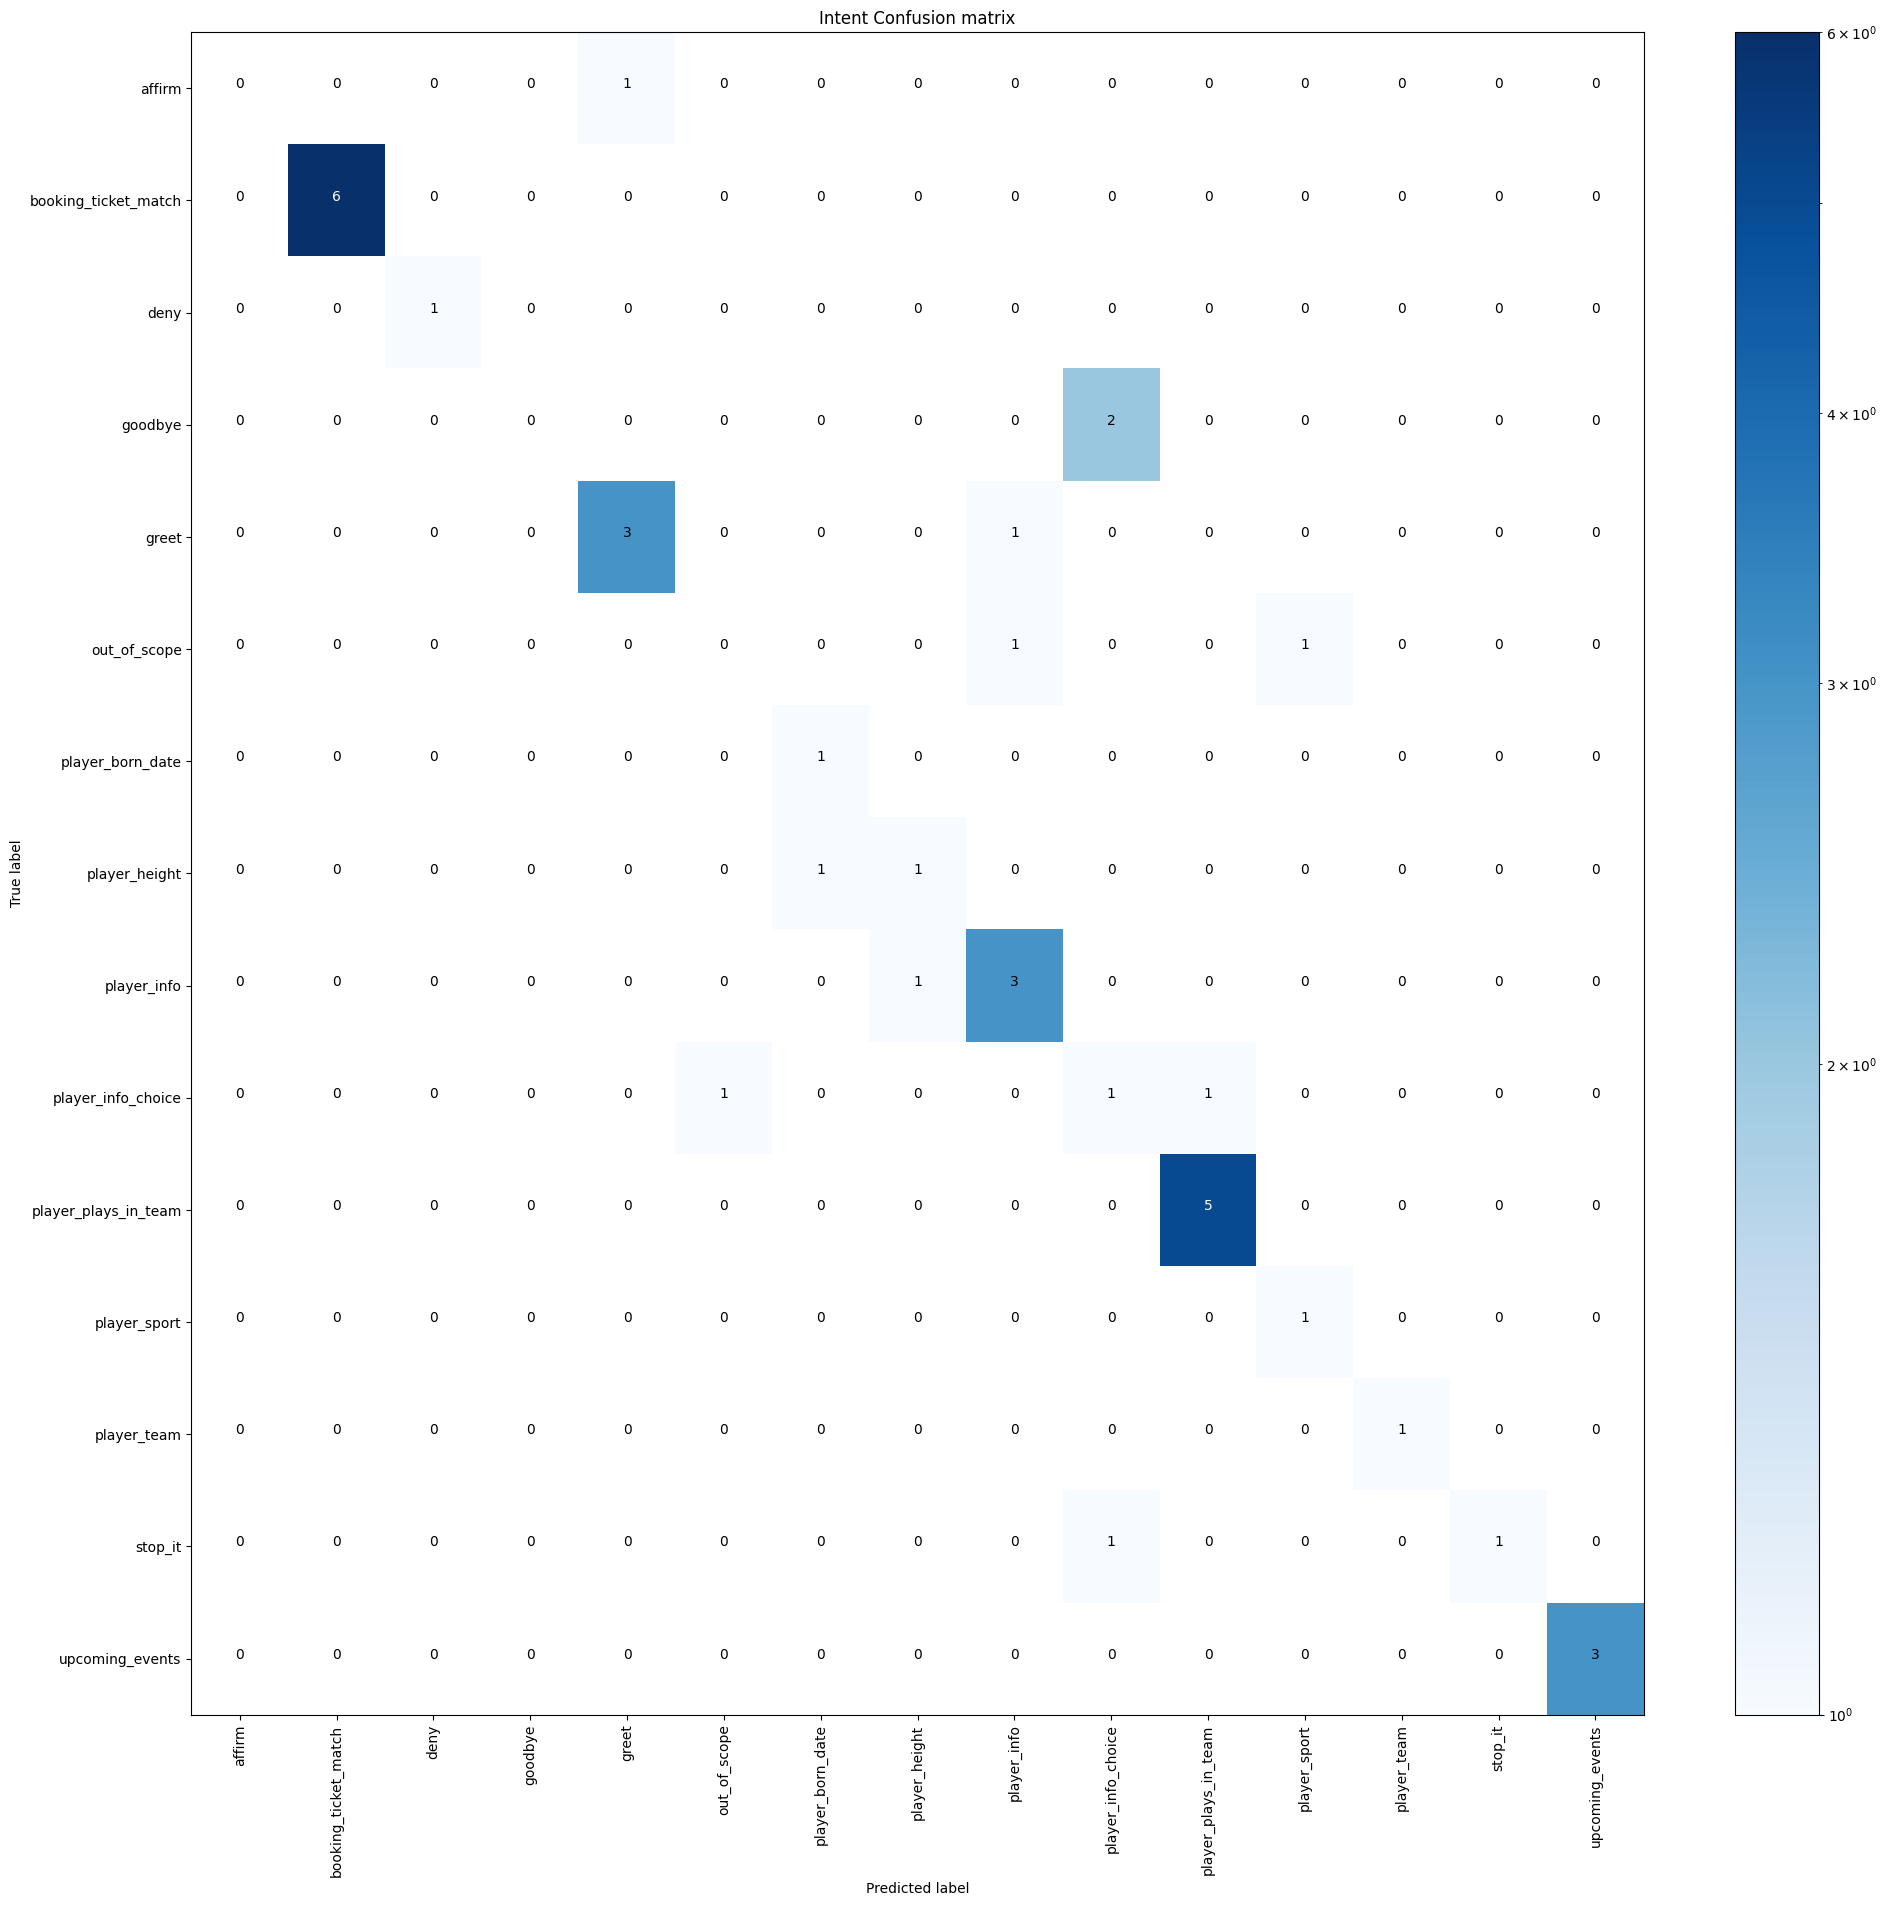 Intent Confusion matrix
affirm 0 0 0 0 1 0 0 0 0 0 0 0 0 0 0
booking_ticket_match 0 6 0 0 0 0 0 0 0 0 0 0 0 0 0
deny 0 0 1 0 0 0 0 0 0 0 0 0 0 0 0
goodbye 0 0 0 0 0 0 0 0 0 2 0 0 0 0 0
greet 0 0 0 0 3 0 0 0 1 0 0 0 0 0 0
out_of_scope 0 0 0 0 0 0 0 0 1 0 0 1 0 0 0
player_born_date 0 0 0 0 0 0 1 0 0 0 0 0 0 0 0
player_height 0 0 0 0 0 0 1 1 0 0 0 0 0 0 0
player_info 0 0 0 0 0 0 0 1 3 0 0 0 0 0 0
player_info_choice 0 0 0 0 0 1 0 0 0 1 1 0 0 0 0
player_plays_in_team 0 0 0 0 0 0 0 0 0 0 5 0 0 0 0
player_sport 0 0 0 0 0 0 0 0 0 0 0 1 0 0 0
player_team 0 0 0 0 0 0 0 0 0 0 0 0 1 0 0
stop_it 0 0 0 0 0 0 0 0 0 1 0 0 0 1 0
upcoming_events 0 0 0 0 0 0 0 0 0 0 0 0 0 0 3
True label
affirm
booking_ticket_match
deny
goodbye
greet
out_of_scope
player_born_date
player_height
player_info
player_info_choice
player_plays_in_team
player_sport
player_team
stop_it
upcoming_events
Predicted label
6 × 10⁰
4 × 10⁰
3 × 10⁰
2 × 10⁰
10⁰